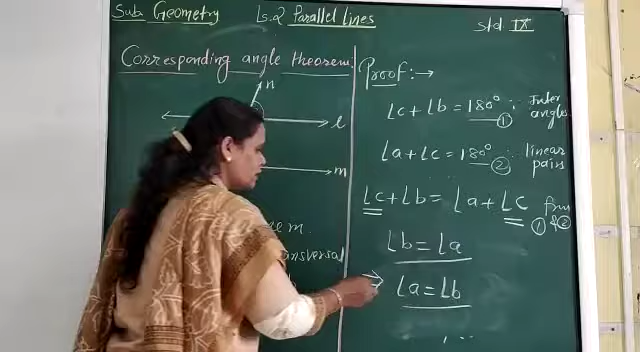 Sub Geometry Ls.2 Parallel Lines std IX
Corresponding angle theorem.
n
l
m
Proof:→
∠c + ∠b = 180° ∵ Inter angles
①
∠a + ∠c = 180° ∵ linear pairs
②
∠c + ∠b = ∠a + ∠c from ① & ②
∠b = ∠a
⇒ ∠a = ∠b